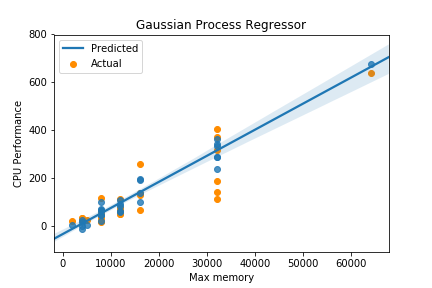 Gaussian Process Regressor
800
Predicted
Actual
600
400
200
0
CPU Performance
0 10000 20000 30000 40000 50000 60000
Max memory